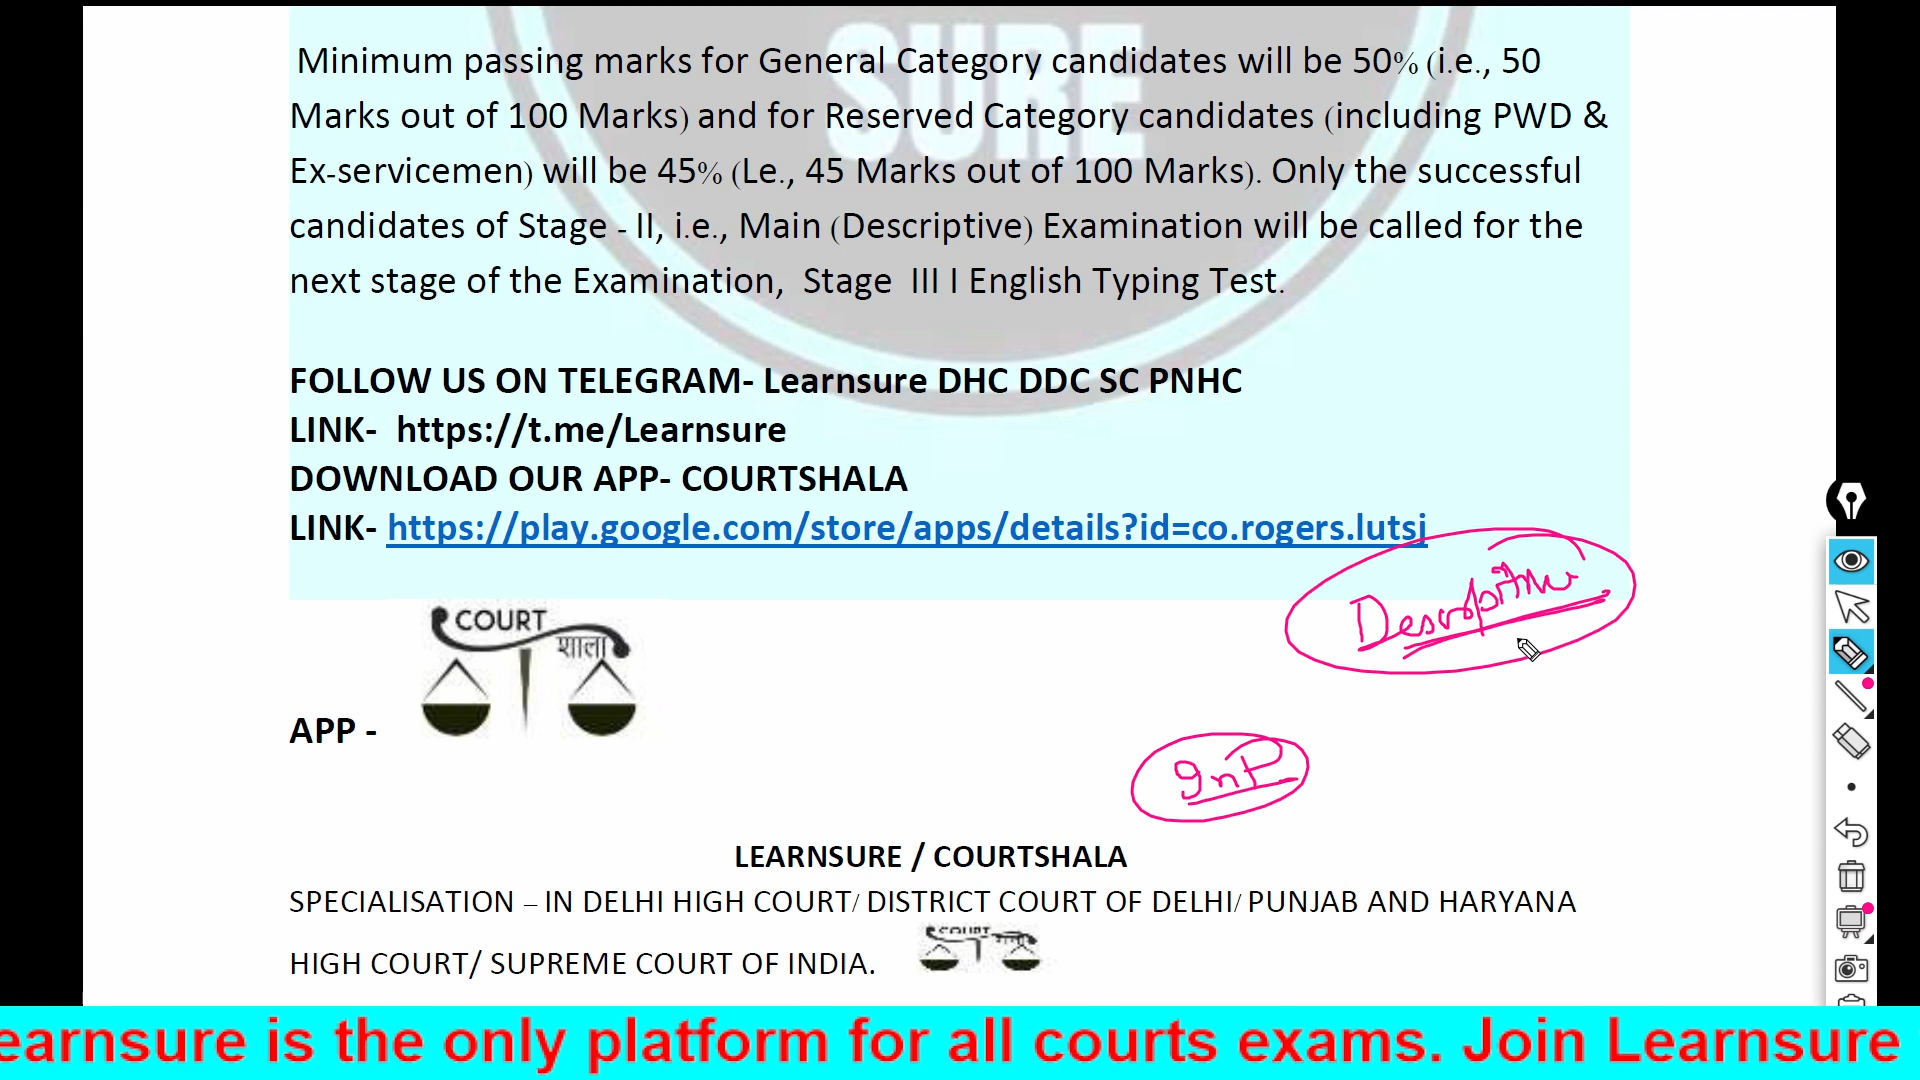 SURE
Minimum passing marks for General Category candidates will be 50% (i.e., 50
Marks out of 100 Marks) and for Reserved Category candidates (including PWD &
Ex-servicemen) will be 45% (Le., 45 Marks out of 100 Marks). Only the successful
candidates of Stage - II, i.e., Main (Descriptive) Examination will be called for the
next stage of the Examination, Stage III I English Typing Test.
FOLLOW US ON TELEGRAM- Learnsure DHC DDC SC PNHC
LINK- https://t.me/Learnsure
DOWNLOAD OUR APP- COURTSHALA
LINK- https://play.google.com/store/apps/details?id=co.rogers.lutsj
Descriptive
COURT
शाला
APP -
InP
LEARNSURE / COURTSHALA
SPECIALISATION – IN DELHI HIGH COURT/ DISTRICT COURT OF DELHI/ PUNJAB AND HARYANA
HIGH COURT/ SUPREME COURT OF INDIA.
COURT
earnsure is the only platform for all courts exams. Join Learnsure